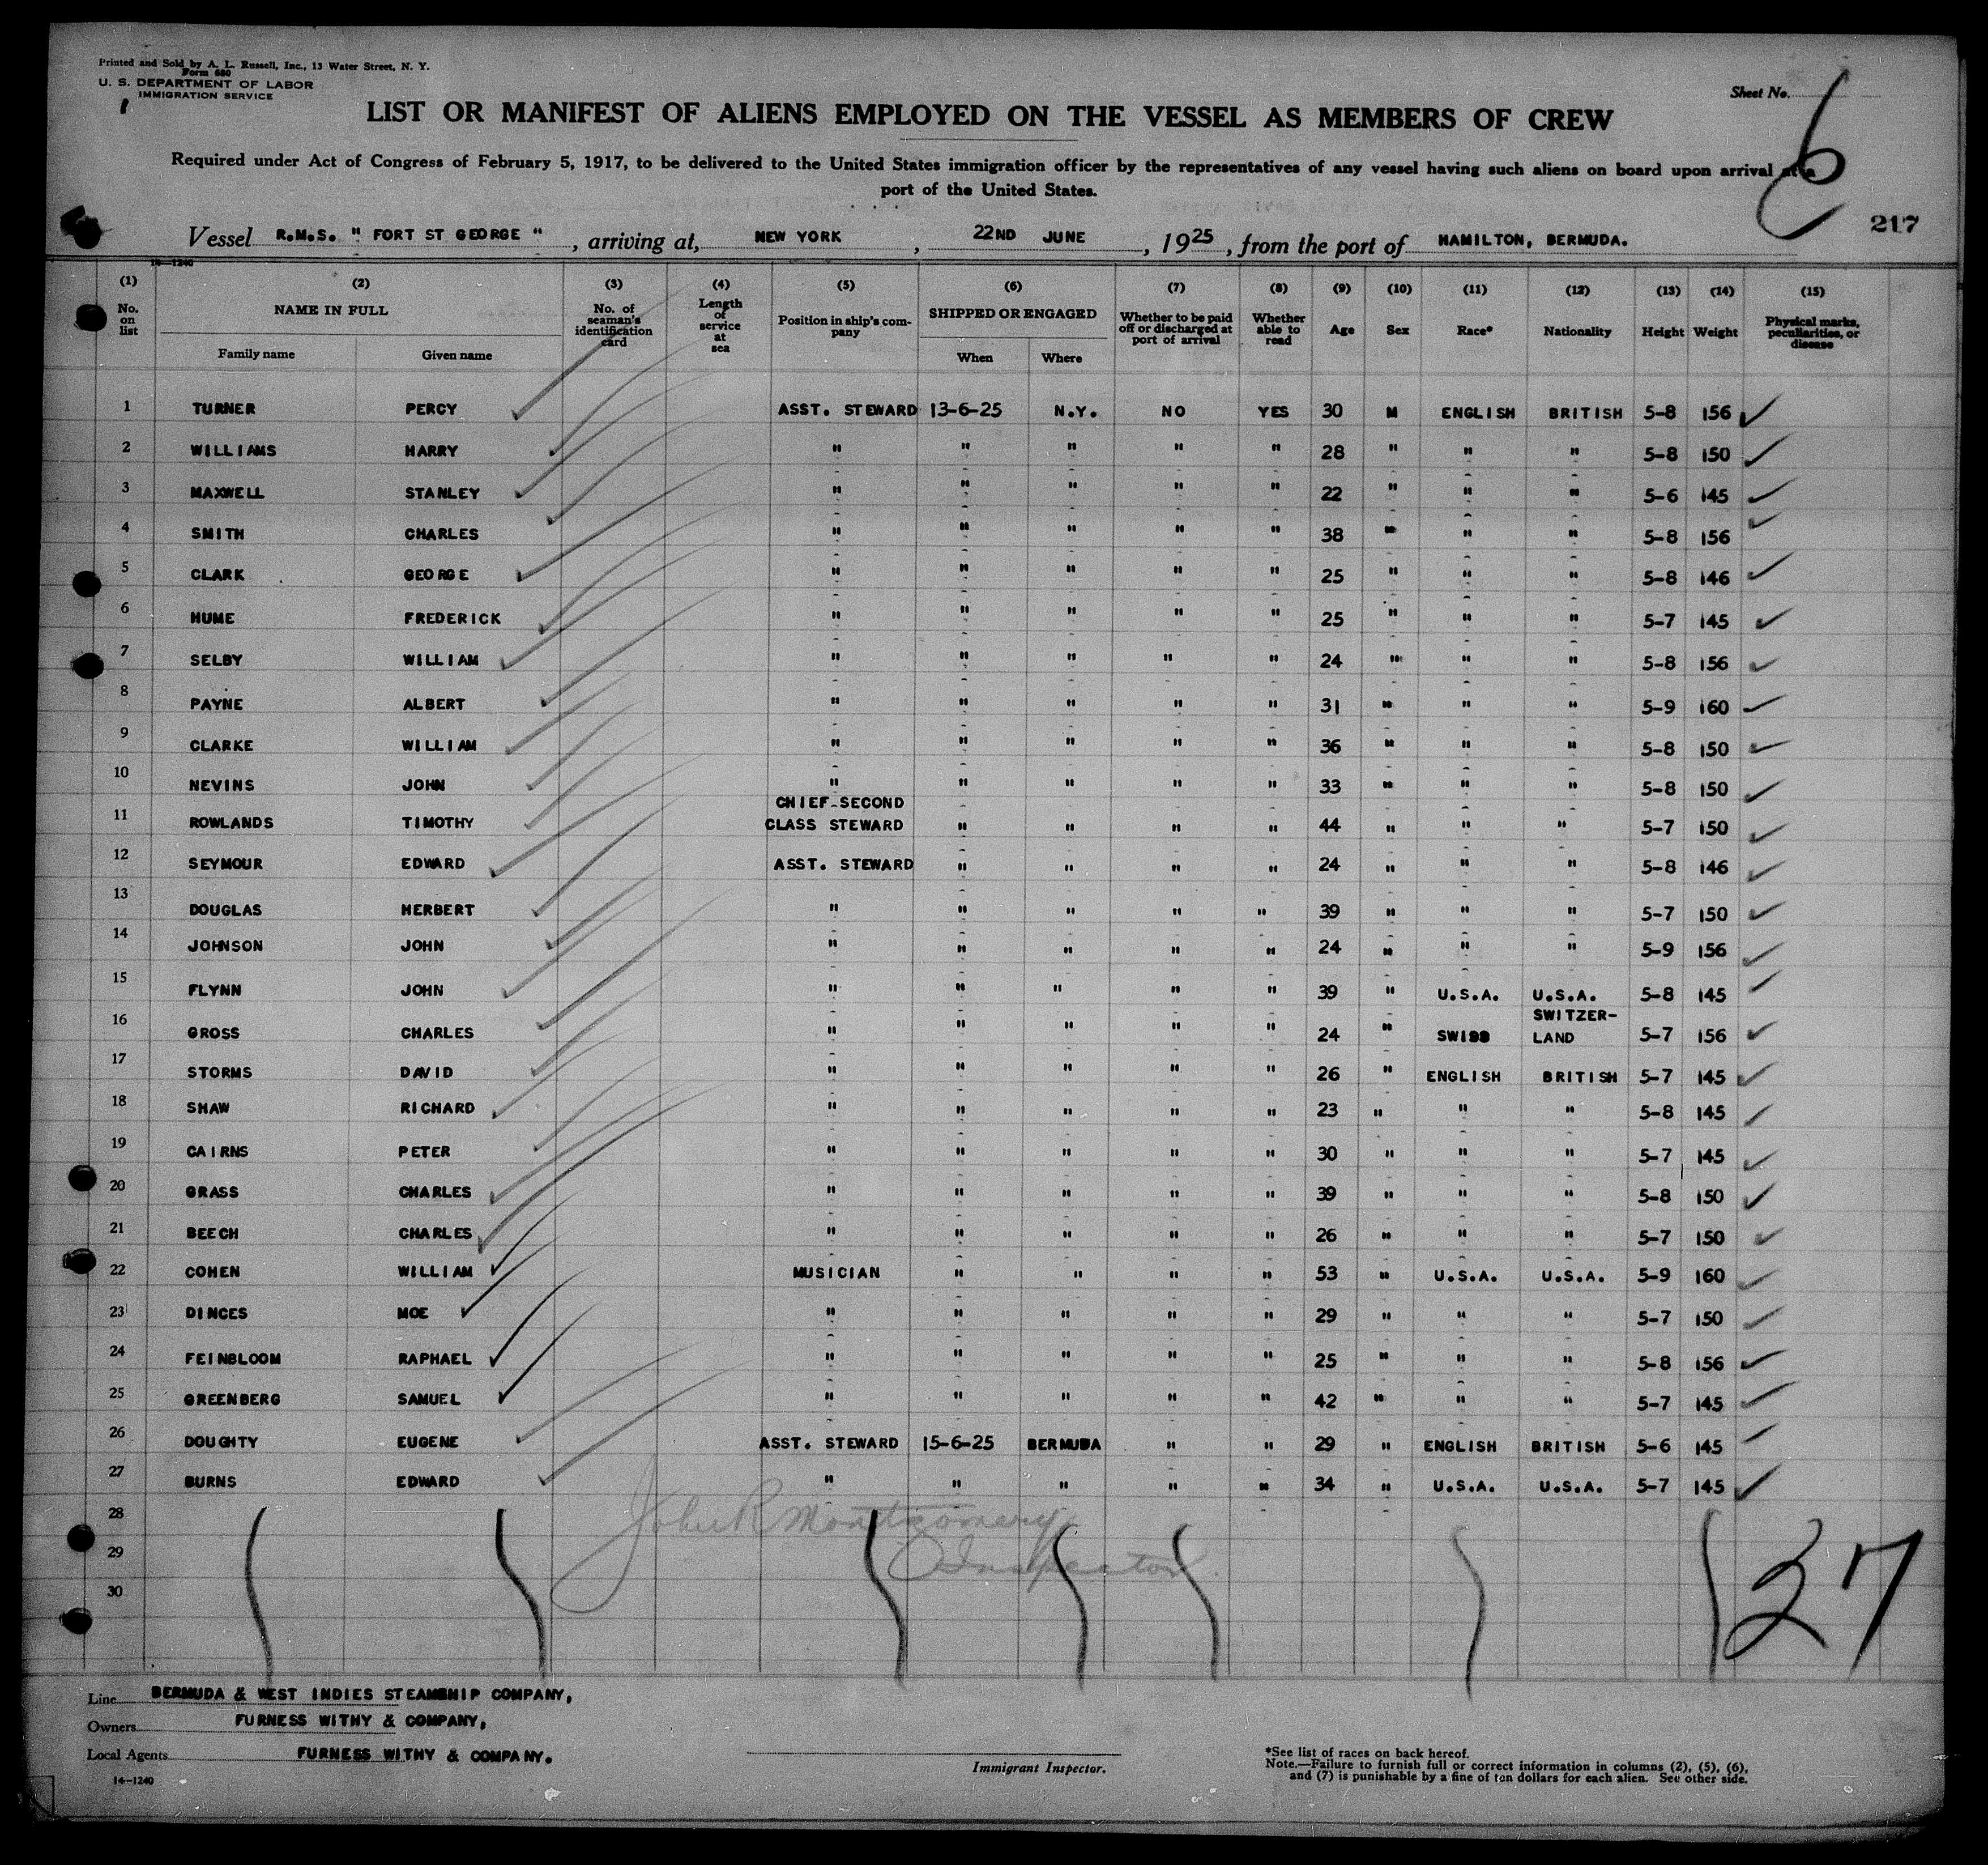 Printed and Sold by A. L. Russell, Inc., 13 Water Street, N. Y.
Form 680
U. S. DEPARTMENT OF LABOR
IMMIGRATION SERVICE
Sheet No. 6
LIST OR MANIFEST OF ALIENS EMPLOYED ON THE VESSEL AS MEMBERS OF CREW
Required under Act of Congress of February 5, 1917, to be delivered to the United States immigration officer by the representatives of any vessel having such aliens on board upon arrival at a
port of the United States.
217
Vessel R.M.S. " FORT ST GEORGE ", arriving at, NEW YORK, 22ND JUNE, 1925, from the port of HAMILTON, BERMUDA.
14—1240
(1) (2) (3) (4) (5) (6) (7) (8) (9) (10) (11) (12) (13) (14) (15)
No. on list NAME IN FULL Family name Given name No. of seaman's identification card Length of service at sea Position in ship's company SHIPPED OR ENGAGED When Where Whether to be paid off or discharged at port of arrival Whether able to read Age Sex Race* Nationality Height Weight Physical marks, peculiarities, or disease
1 TURNER PERCY ASST. STEWARD 13-6-25 N.Y. NO YES 30 M ENGLISH BRITISH 5-8 156
2 WILLIAMS HARRY " " " " " 28 " " " 5-8 150
3 MAXWELL STANLEY " " " " " 22 " " " 5-6 145
4 SMITH CHARLES " " " " " 38 " " " 5-8 156
5 CLARK GEORGE " " " " " 25 " " " 5-8 146
6 HUME FREDERICK " " " " " 25 " " " 5-7 145
7 SELBY WILLIAM " " " " " 24 " " " 5-8 156
8 PAYNE ALBERT " " " " " 31 " " " 5-9 160
9 CLARKE WILLIAM " " " " " 36 " " " 5-8 150
10 NEVINS JOHN " " " " " 33 " " " 5-8 150
11 ROWLANDS TIMOTHY CHIEF-SECOND CLASS STEWARD " " " " 44 " " " 5-7 150
12 SEYMOUR EDWARD ASST. STEWARD " " " " 24 " " " 5-8 146
13 DOUGLAS HERBERT " " " " " 39 " " " 5-7 150
14 JOHNSON JOHN " " " " " 24 " " " 5-9 156
15 FLYNN JOHN " " " " " 39 " U.S.A. U.S.A. 5-8 145
16 GROSS CHARLES " " " " " 24 " SWISS SWITZER-LAND 5-7 156
17 STORMS DAVID " " " " " 26 " ENGLISH BRITISH 5-7 145
18 SHAW RICHARD " " " " " 23 " " " 5-8 145
19 CAIRNS PETER " " " " " 30 " " " 5-7 145
20 GRASS CHARLES " " " " " 39 " " " 5-8 150
21 BEECH CHARLES " " " " " 26 " " " 5-7 150
22 COHEN WILLIAM MUSICIAN " " " " 53 " U.S.A. U.S.A. 5-9 160
23 DINCES MOE " " " " " 29 " " " 5-7 150
24 FEINBLOOM RAPHAEL " " " " " 25 " " " 5-8 156
25 GREENBERG SAMUEL " " " " " 42 " " " 5-7 145
26 DOUGHTY EUGENE ASST. STEWARD 15-6-25 BERMUDA " " 29 " ENGLISH BRITISH 5-6 145
27 BURNS EDWARD " " " " " 34 " U.S.A. U.S.A. 5-7 145
28
29
30
John R Montgomery
Inspector.
27
Line BERMUDA & WEST INDIES STEAMSHIP COMPANY,
Owners FURNESS WITHY & COMPANY,
Local Agents FURNESS WITHY & COMPANY.
14—1240
Immigrant Inspector.
*See list of races on back hereof.
Note.—Failure to furnish full or correct information in columns (2), (5), (6),
and (7) is punishable by a fine of ten dollars for each alien. See other side.